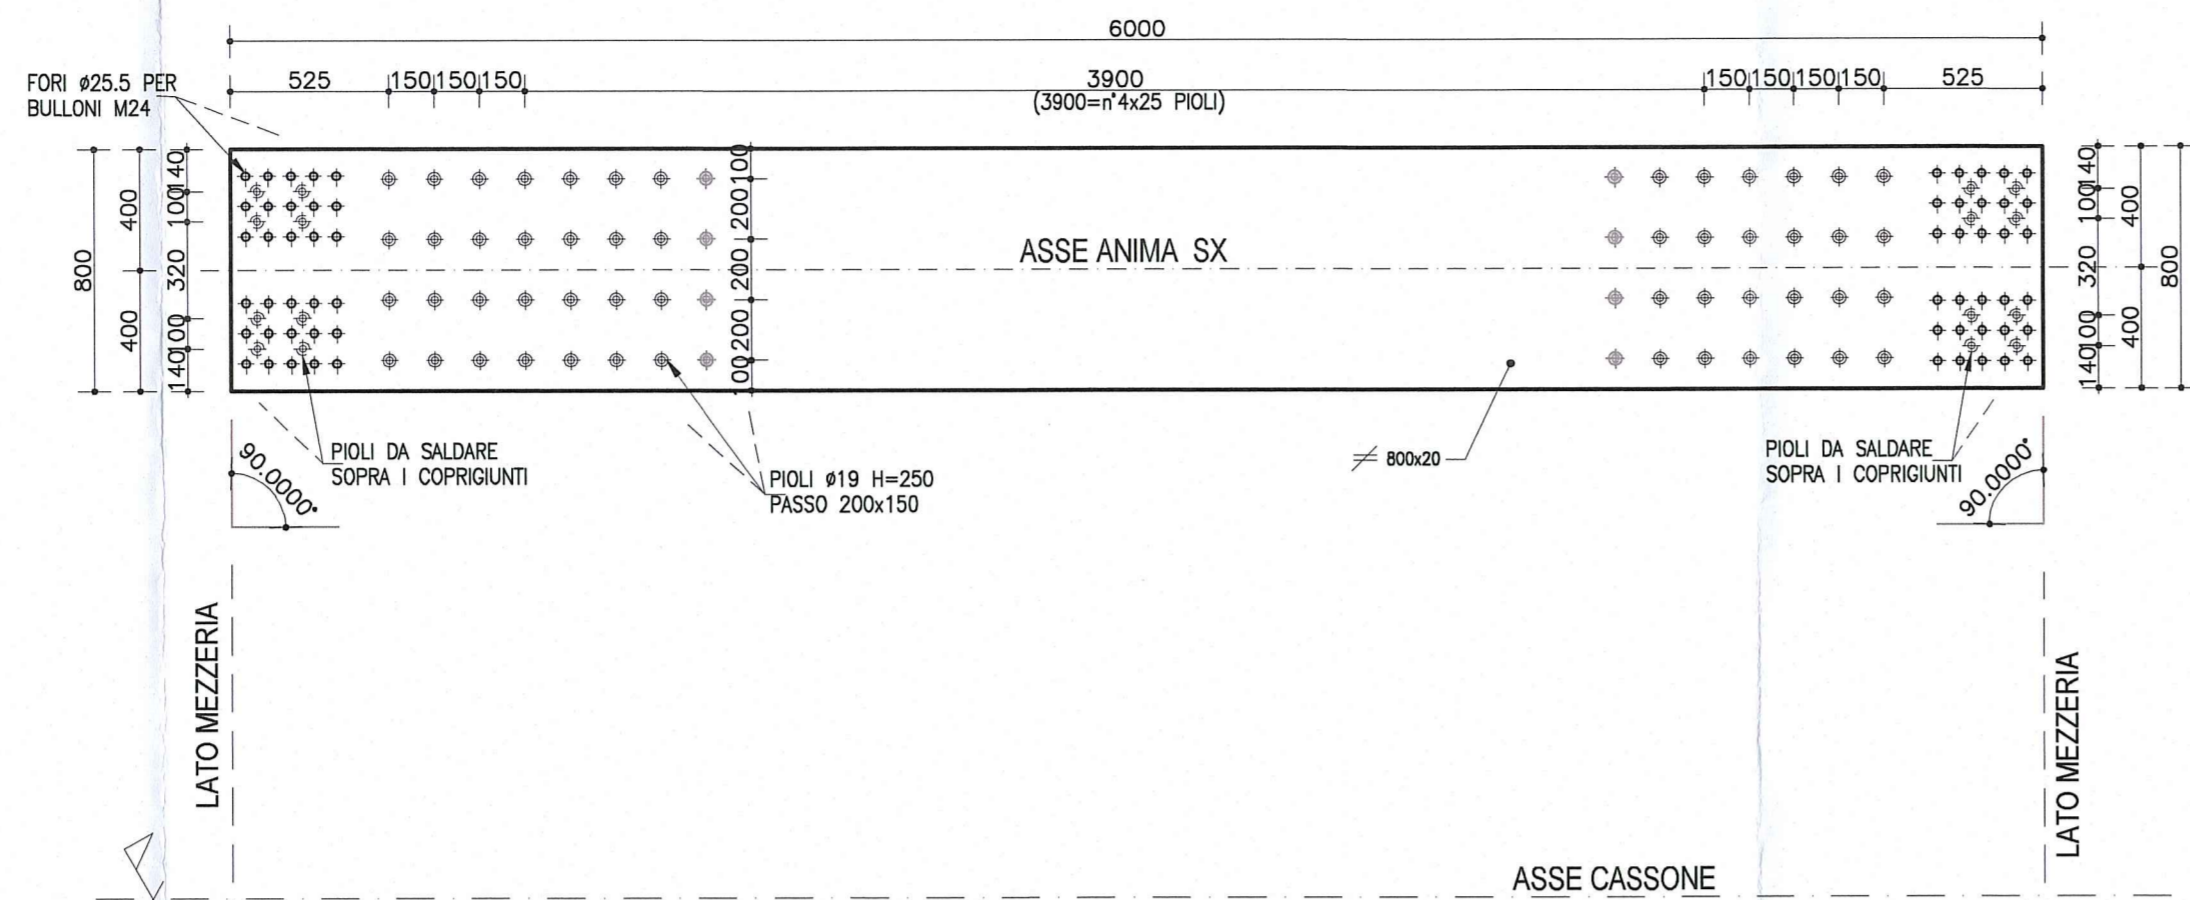 6000
FORI ø25.5 PER
BULLONI M24
525
150 150 150
3900
(3900=n°4x25 PIOLI)
150 150 150 150
525
800
400
400
140
100
320
100
140
100
200
200
200
100
ASSE ANIMA SX
140
100
320
100
140
400
400
800
PIOLI DA SALDARE
SOPRA I COPRIGIUNTI
90.0000°
PIOLI ø19 H=250
PASSO 200x150
800x20
PIOLI DA SALDARE
SOPRA I COPRIGIUNTI
90.0000°
LATO MEZZERIA
LATO MEZZERIA
ASSE CASSONE